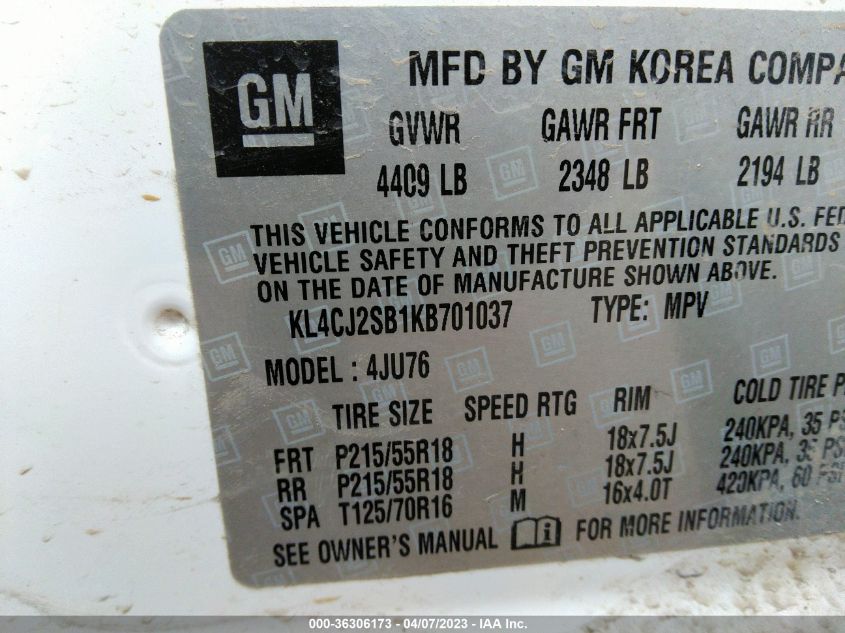 GM
MFD BY GM KOREA COMPA
GVWR GAWR FRT GAWR RR
4409 LB 2348 LB 2194 LB
THIS VEHICLE CONFORMS TO ALL APPLICABLE U.S. FED
VEHICLE SAFETY AND THEFT PREVENTION STANDARDS
ON THE DATE OF MANUFACTURE SHOWN ABOVE.
KL4CJ2SB1KB701037 TYPE: MPV
MODEL : 4JU76
TIRE SIZE SPEED RTG RIM COLD TIRE P
FRT P215/55R18 H 18x7.5J 240KPA, 35 PS
RR P215/55R18 H 18x7.5J 240KPA, 35 PS
SPA T125/70R16 M 16x4.0T 420KPA, 60 PSI
SEE OWNER'S MANUAL FOR MORE INFORMATION.
000-36306173 - 04/07/2023 - IAA Inc.